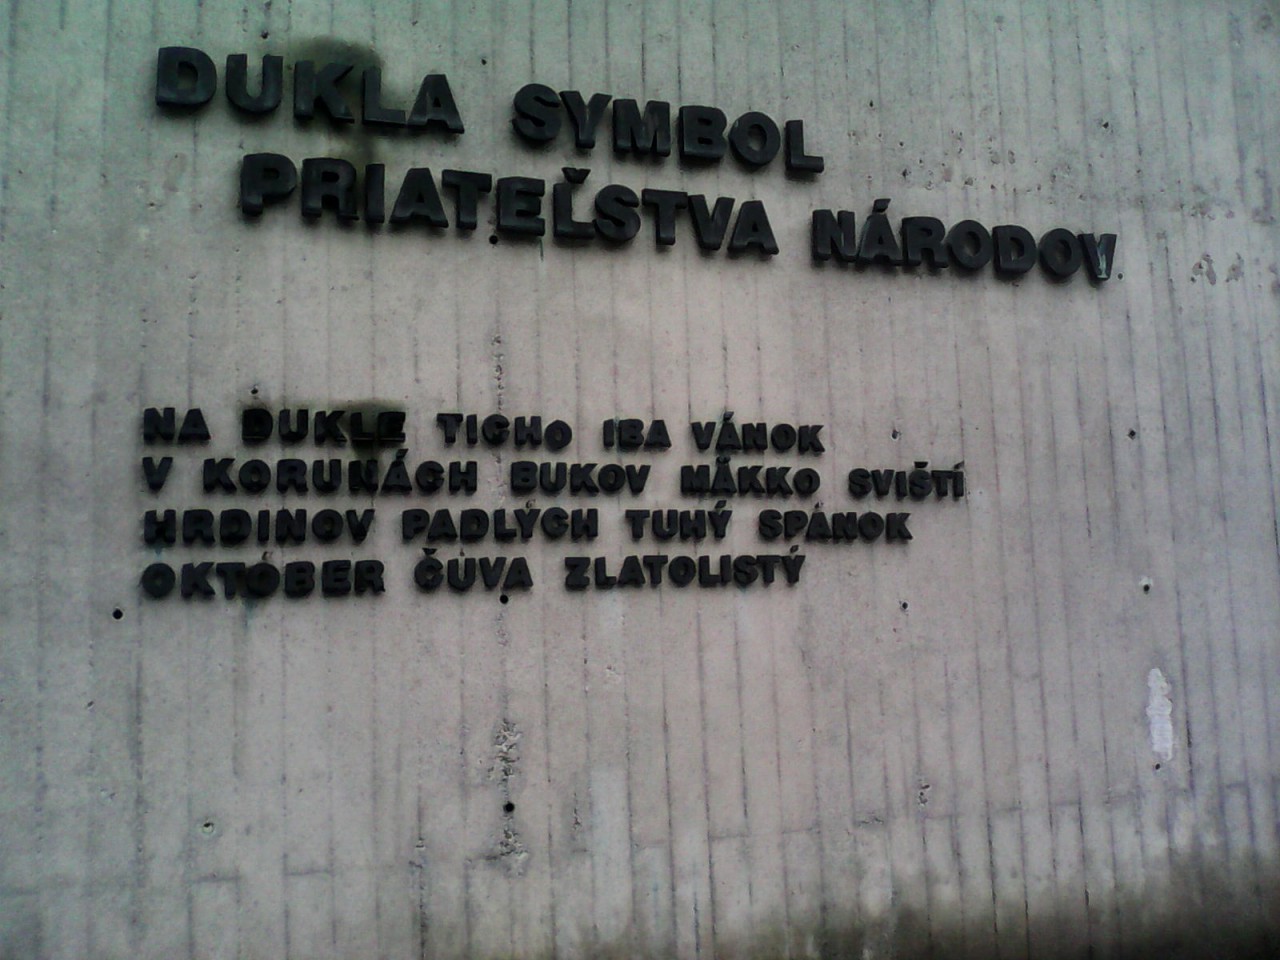 DUKLA SYMBOL
PRIATEĽSTVA NÁRODOV
NA DUKLE TICHO IBA VÁNOK
V KORUNÁCH BUKOV MÄKKO SVIŠTÍ
HRDINOV PADLÝCH TUHÝ SPÁNOK
OKTÓBER ČUVA ZLATOLISTÝ